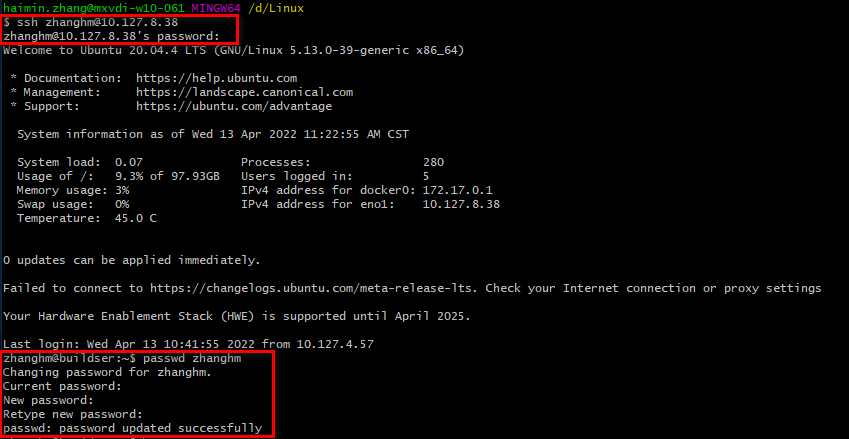 haimin.zhang@mxvdi-w10-061 MINGW64 /d/Linux
$ ssh zhanghm@10.127.8.38
zhanghm@10.127.8.38's password:
Welcome to Ubuntu 20.04.4 LTS (GNU/Linux 5.13.0-39-generic x86_64)
* Documentation:  https://help.ubuntu.com
* Management:     https://landscape.canonical.com
* Support:        https://ubuntu.com/advantage
System information as of Wed 13 Apr 2022 11:22:55 AM CST
System load:  0.07              Processes:                280
Usage of /:   9.3% of 97.93GB   Users logged in:          5
Memory usage: 3%                IPv4 address for docker0: 172.17.0.1
Swap usage:   0%                IPv4 address for eno1:    10.127.8.38
Temperature:  45.0 C
0 updates can be applied immediately.
Failed to connect to https://changelogs.ubuntu.com/meta-release-lts. Check your Internet connection or proxy settings
Your Hardware Enablement Stack (HWE) is supported until April 2025.
Last login: Wed Apr 13 10:41:55 2022 from 10.127.4.57
zhanghm@buildser:~$ passwd zhanghm
Changing password for zhanghm.
Current password:
New password:
Retype new password:
passwd: password updated successfully